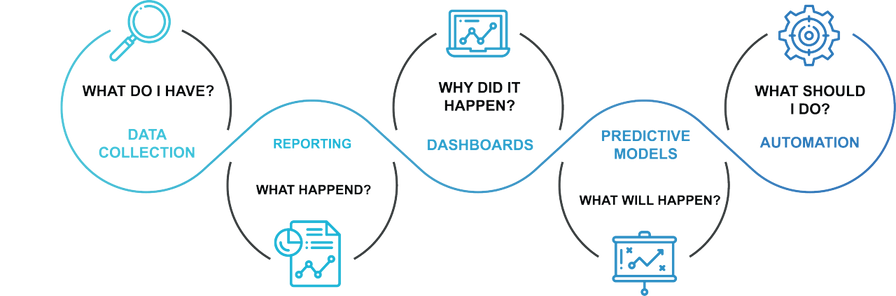 WHAT DO I HAVE?
DATA
COLLECTION
REPORTING
WHAT HAPPEND?
WHY DID IT
HAPPEN?
DASHBOARDS
PREDICTIVE
MODELS
WHAT WILL HAPPEN?
WHAT SHOULD
I DO?
AUTOMATION